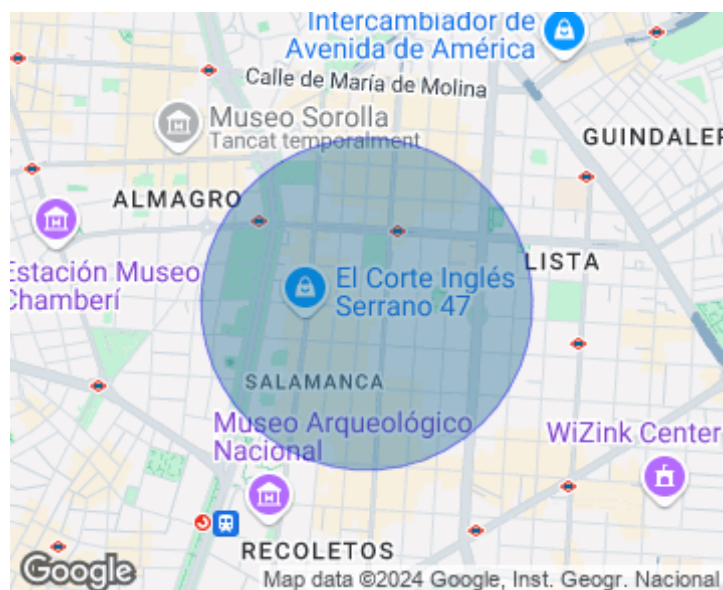 Intercambiador de
Avenida de América
Calle de María de Molina
Museo Sorolla
Tancat temporalment
GUINDALER
ALMAGRO
Estación Museo
Chamberí
LISTA
El Corte Inglés
Serrano 47
SALAMANCA
Museo Arqueológico
Nacional
WiZink Center
RECOLETOS
Google
Map data ©2024 Google, Inst. Geogr. Nacional